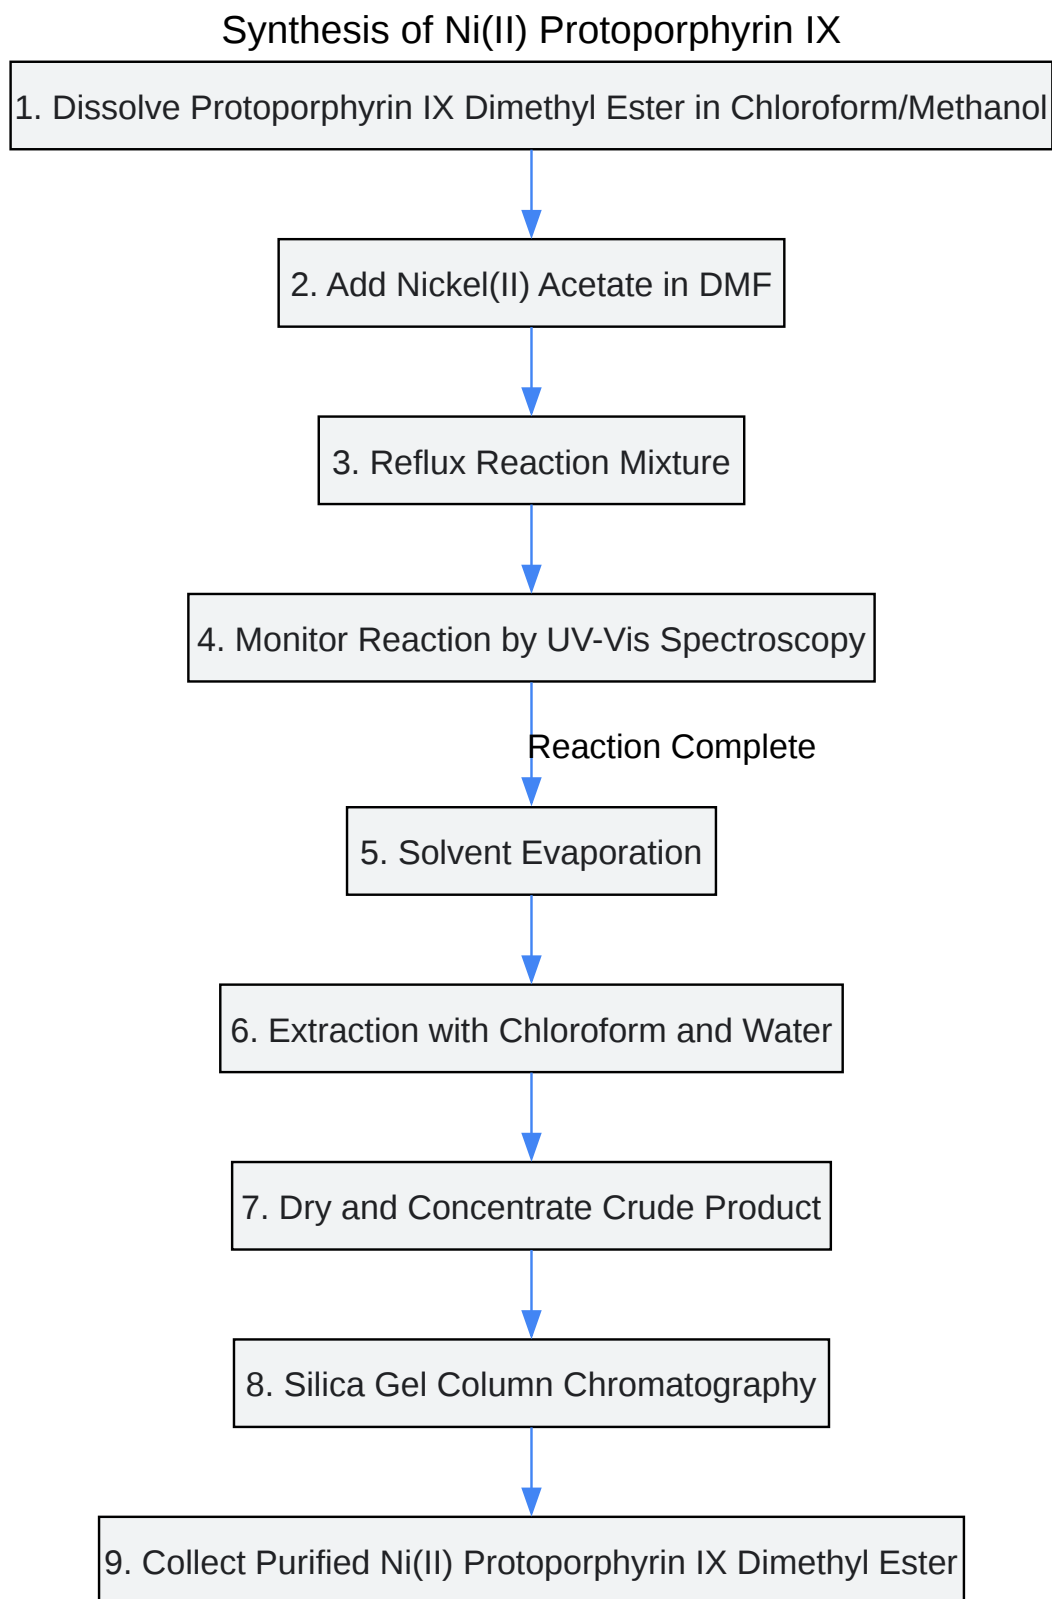 Synthesis of Ni(II) Protoporphyrin IX
1. Dissolve Protoporphyrin IX Dimethyl Ester in Chloroform/Methanol
2. Add Nickel(II) Acetate in DMF
3. Reflux Reaction Mixture
4. Monitor Reaction by UV-Vis Spectroscopy
Reaction Complete
5. Solvent Evaporation
6. Extraction with Chloroform and Water
7. Dry and Concentrate Crude Product
8. Silica Gel Column Chromatography
9. Collect Purified Ni(II) Protoporphyrin IX Dimethyl Ester